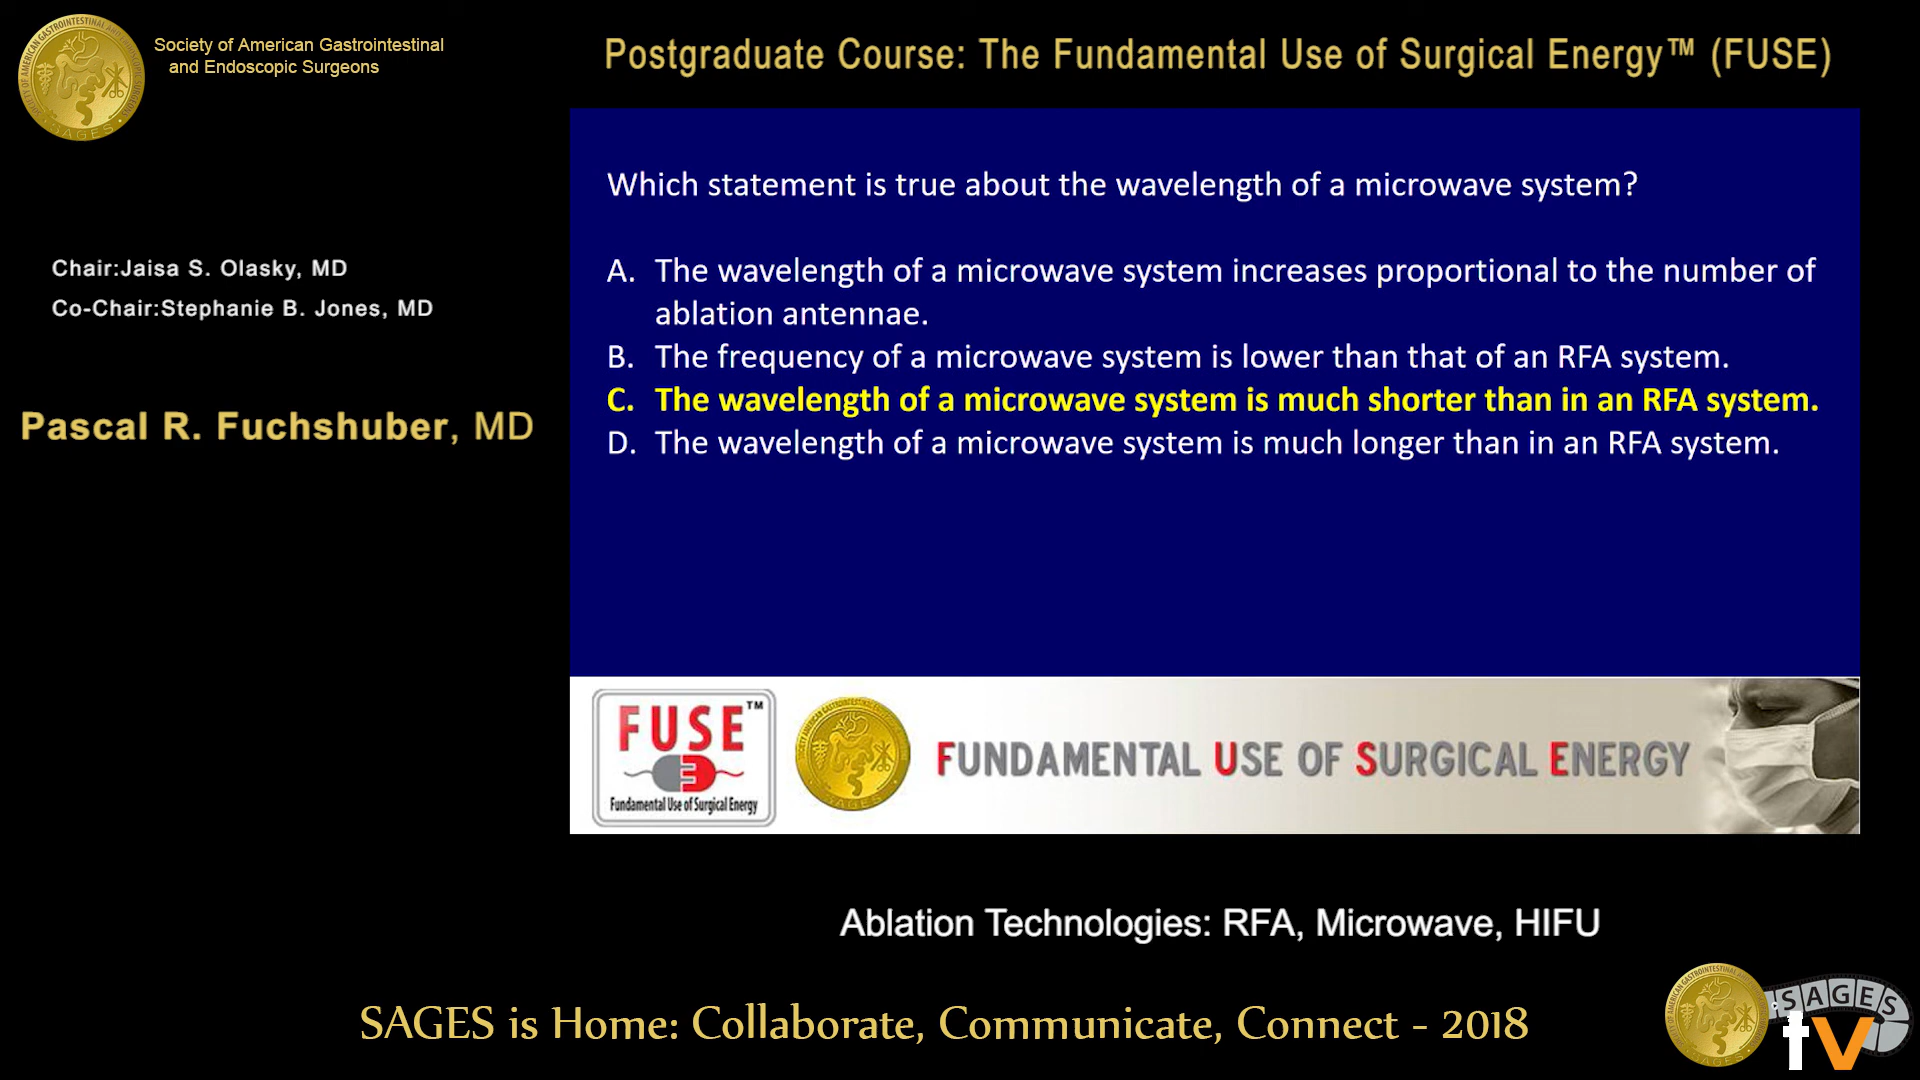 Society of American Gastrointestinal
and Endoscopic Surgeons
Postgraduate Course: The Fundamental Use of Surgical Energy™ (FUSE)
Chair:Jaisa S. Olasky, MD
Co-Chair:Stephanie B. Jones, MD
Pascal R. Fuchshuber, MD
Which statement is true about the wavelength of a microwave system?
A. The wavelength of a microwave system increases proportional to the number of
ablation antennae.
B. The frequency of a microwave system is lower than that of an RFA system.
C. The wavelength of a microwave system is much shorter than in an RFA system.
D. The wavelength of a microwave system is much longer than in an RFA system.
FUSE™
Fundamental Use of Surgical Energy
FUNDAMENTAL USE OF SURGICAL ENERGY
Ablation Technologies: RFA, Microwave, HIFU
SAGES is Home: Collaborate, Communicate, Connect - 2018
SAGES
tv